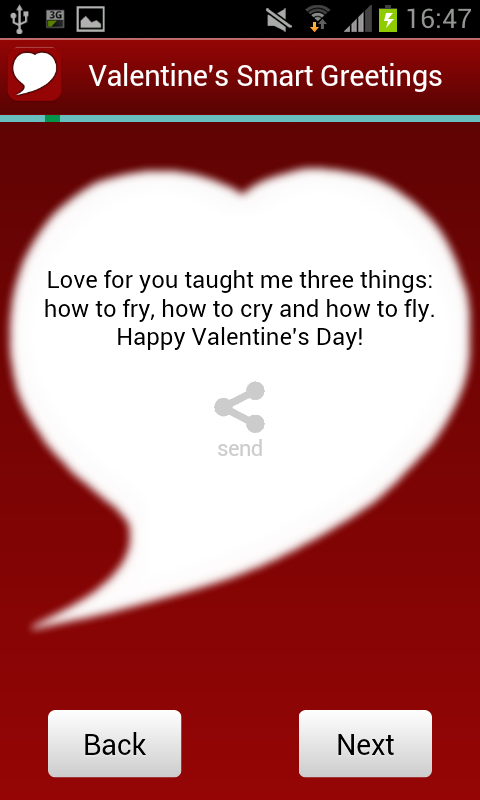 3G
16:47
Valentine's Smart Greetings
Love for you taught me three things:
how to fry, how to cry and how to fly.
Happy Valentine's Day!
send
Back
Next